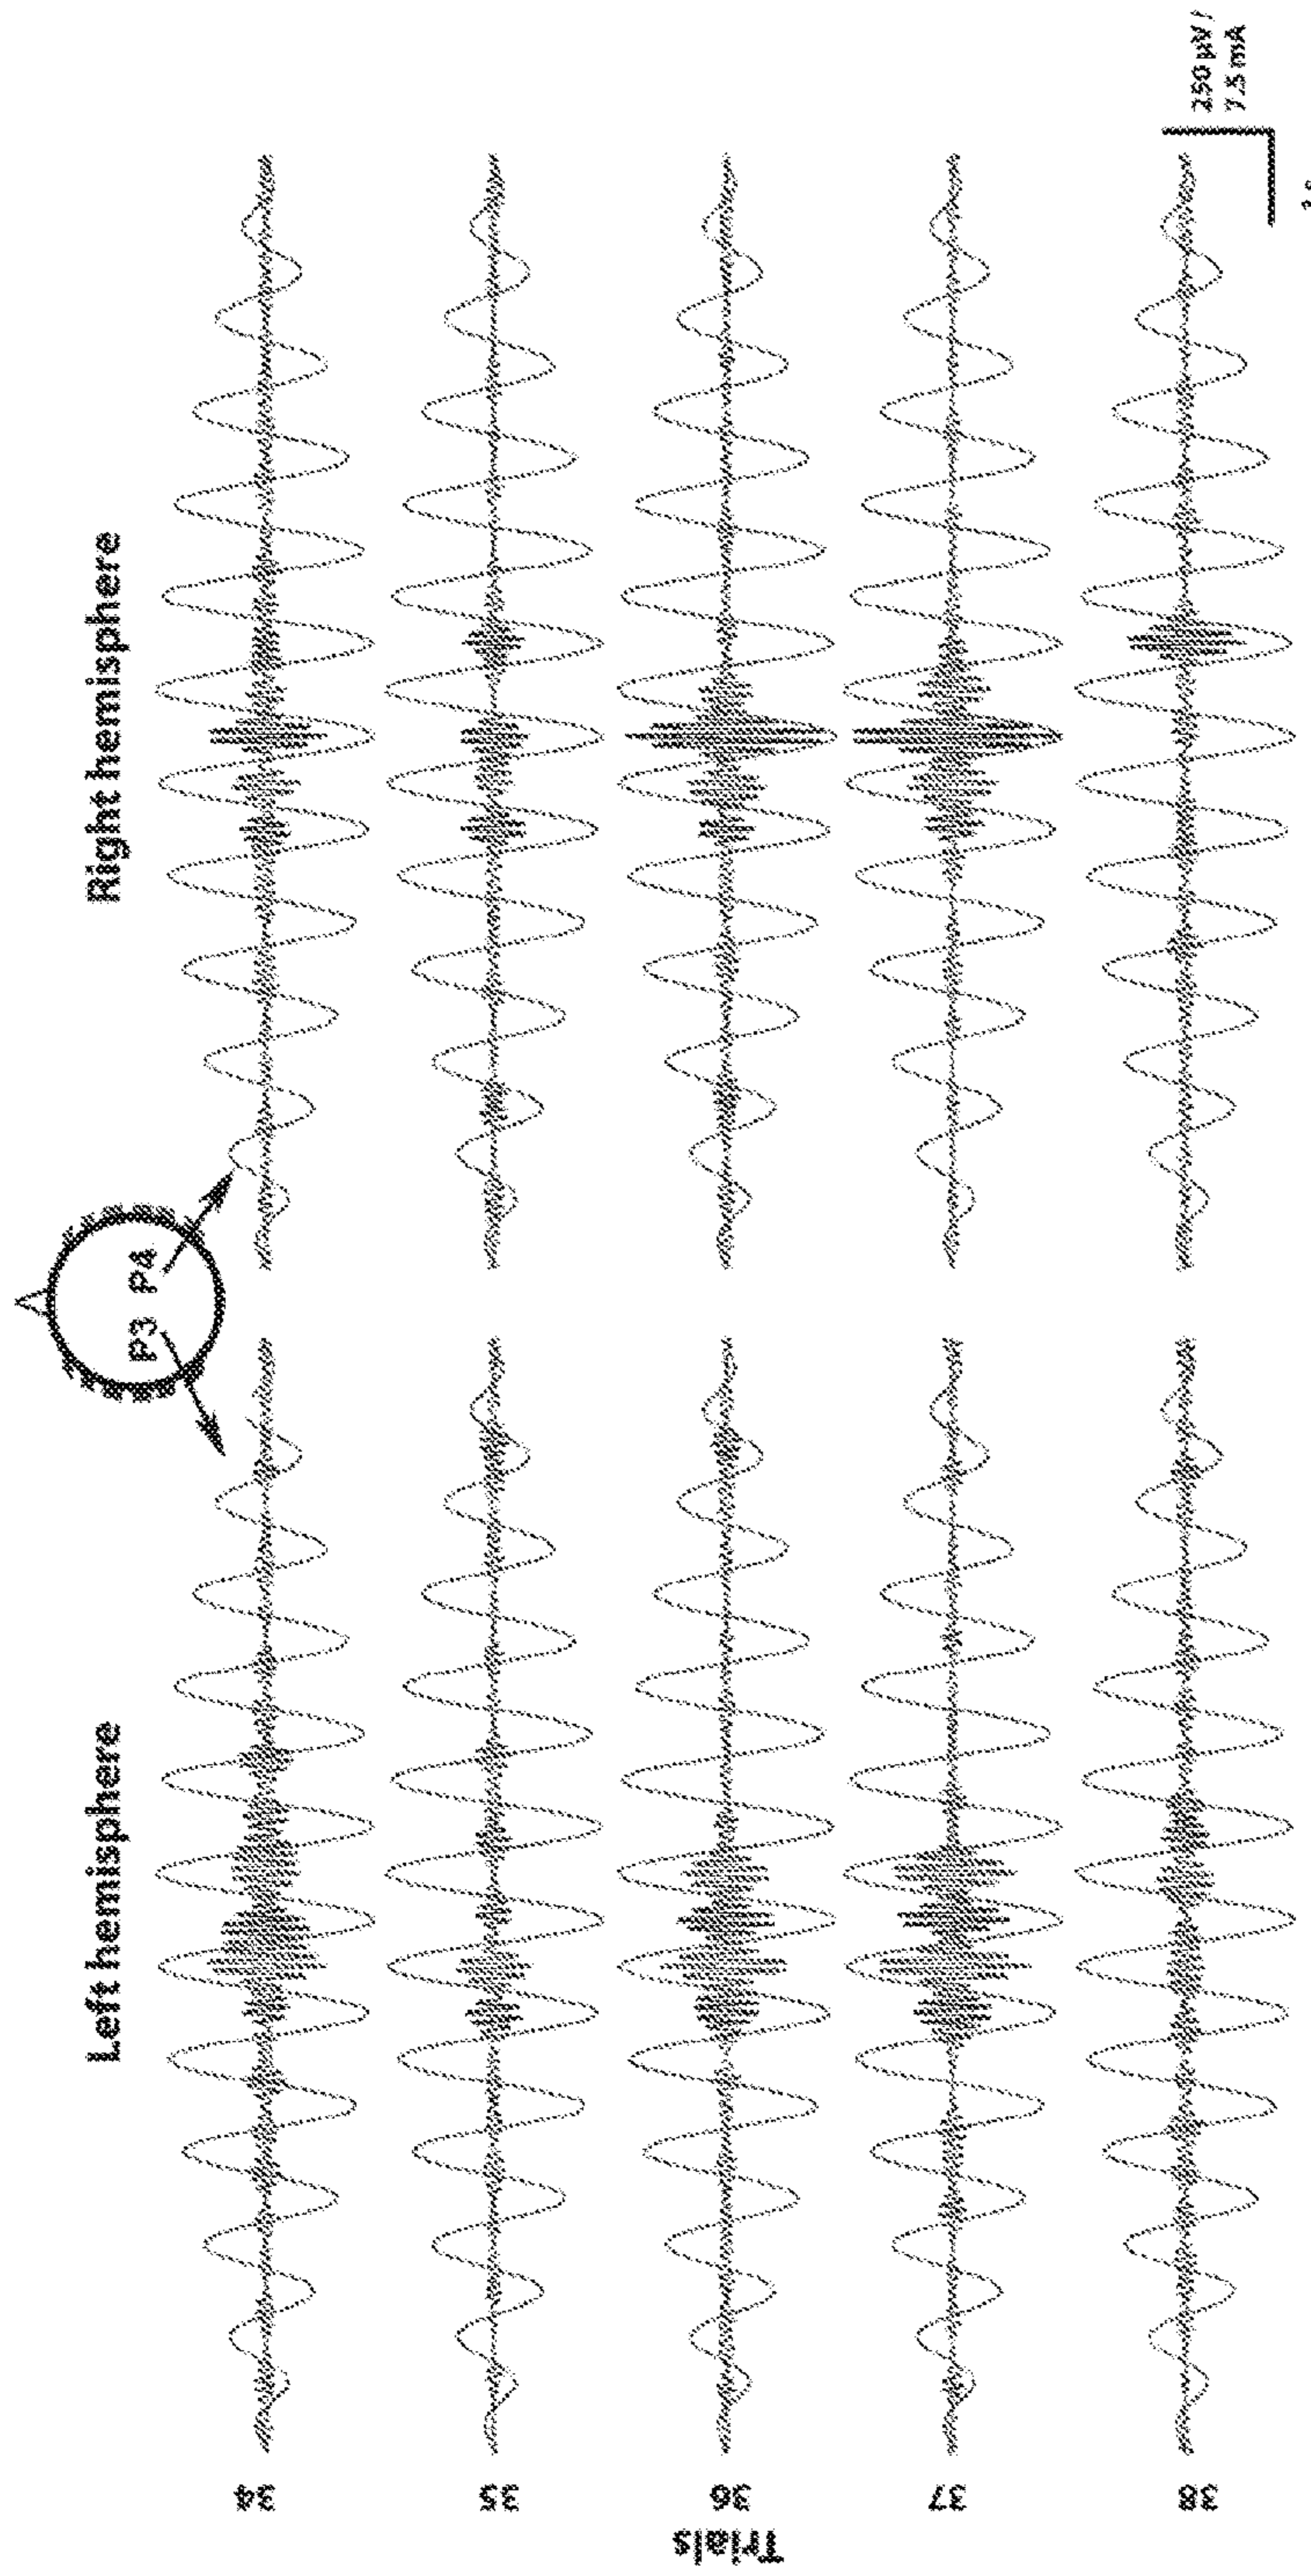 Left hemisphere
Right hemisphere
P3 P4
34
35
36
37
38
Trials
250 µV /
7.5 mA